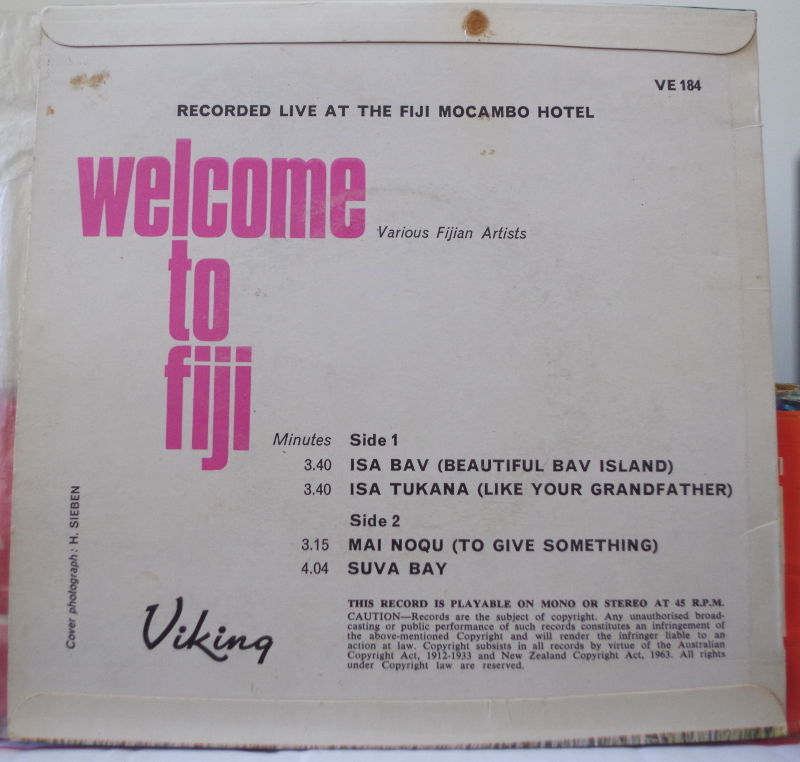 VE 184
RECORDED LIVE AT THE FIJI MOCAMBO HOTEL
welcome
Various Fijian Artists
to
fiji
Minutes Side 1
3.40 ISA BAV (BEAUTIFUL BAV ISLAND)
3.40 ISA TUKANA (LIKE YOUR GRANDFATHER)
Side 2
3.15 MAI NOQU (TO GIVE SOMETHING)
4.04 SUVA BAY
Cover photograph: H. SIEBEN
Viking
THIS RECORD IS PLAYABLE ON MONO OR STEREO AT 45 R.P.M.
CAUTION—Records are the subject of copyright. Any unauthorised broad-
casting or public performance of such records constitutes an infringement of
the above-mentioned Copyright and will render the infringer liable to an
action at law. Copyright subsists in all records by virtue of the Australian
Copyright Act, 1912-1933 and New Zealand Copyright Act, 1963. All rights
under Copyright law are reserved.